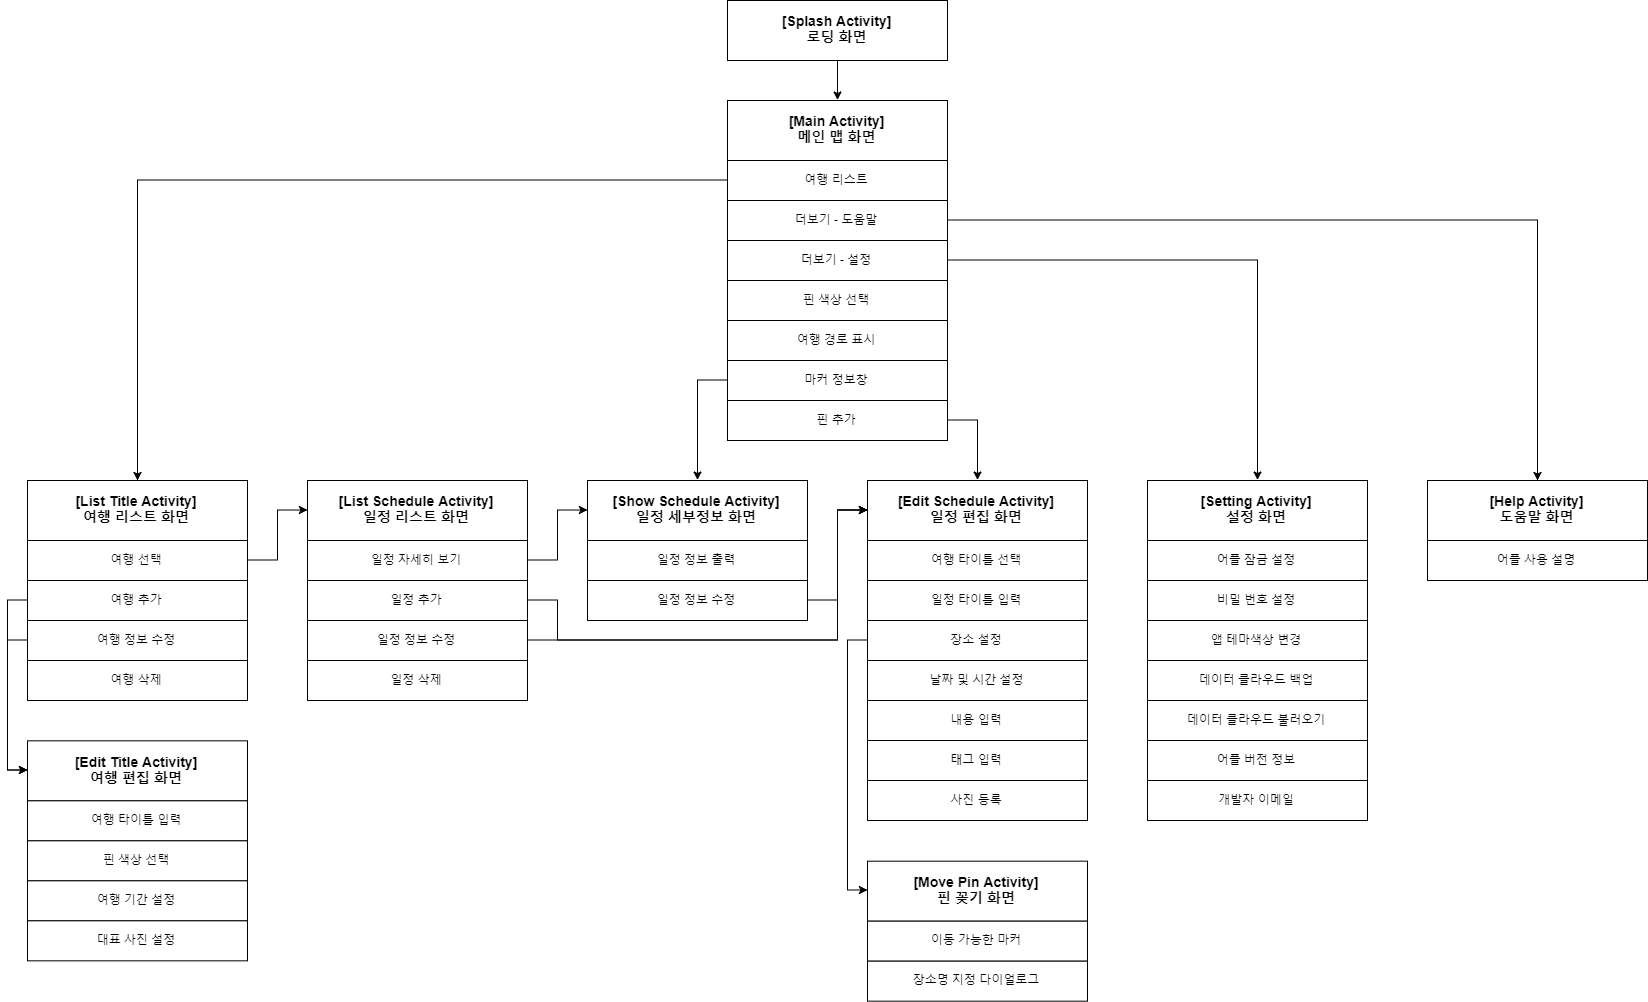 [Splash Activity]
로딩 화면
[Main Activity]
메인 맵 화면
여행 리스트
더보기 - 도움말
더보기 - 설정
핀 색상 선택
여행 경로 표시
마커 정보창
핀 추가
[List Title Activity]
여행 리스트 화면
여행 선택
여행 추가
여행 정보 수정
여행 삭제
[List Schedule Activity]
일정 리스트 화면
일정 자세히 보기
일정 추가
일정 정보 수정
일정 삭제
[Show Schedule Activity]
일정 세부정보 화면
일정 정보 출력
일정 정보 수정
[Edit Schedule Activity]
일정 편집 화면
여행 타이틀 선택
일정 타이틀 입력
장소 설정
날짜 및 시간 설정
내용 입력
태그 입력
사진 등록
[Setting Activity]
설정 화면
어플 잠금 설정
비밀 번호 설정
앱 테마색상 변경
데이터 클라우드 백업
데이터 클라우드 불러오기
어플 버전 정보
개발자 이메일
[Help Activity]
도움말 화면
어플 사용 설명
[Edit Title Activity]
여행 편집 화면
여행 타이틀 입력
핀 색상 선택
여행 기간 설정
대표 사진 설정
[Move Pin Activity]
핀 꽂기 화면
이동 가능한 마커
장소명 지정 다이얼로그